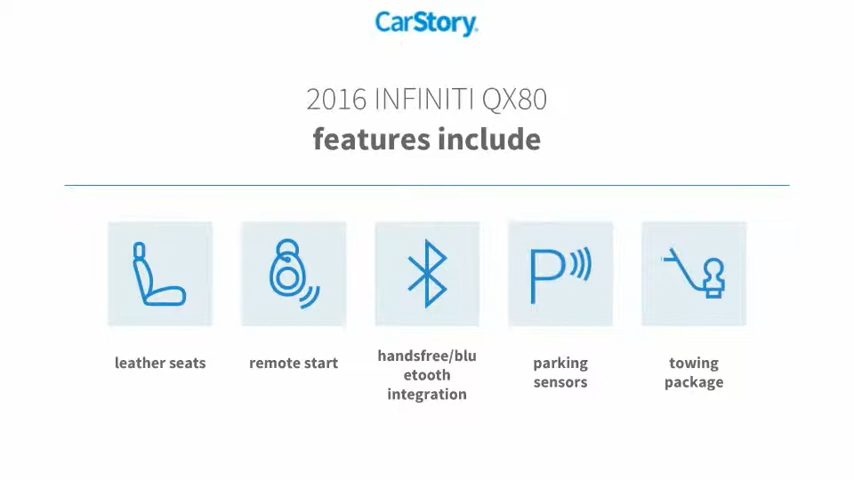 CarStory.
2016 INFINITI QX80
features include
P
leather seats
remote start
handsfree/blu
etooth
integration
parking
sensors
towing
package